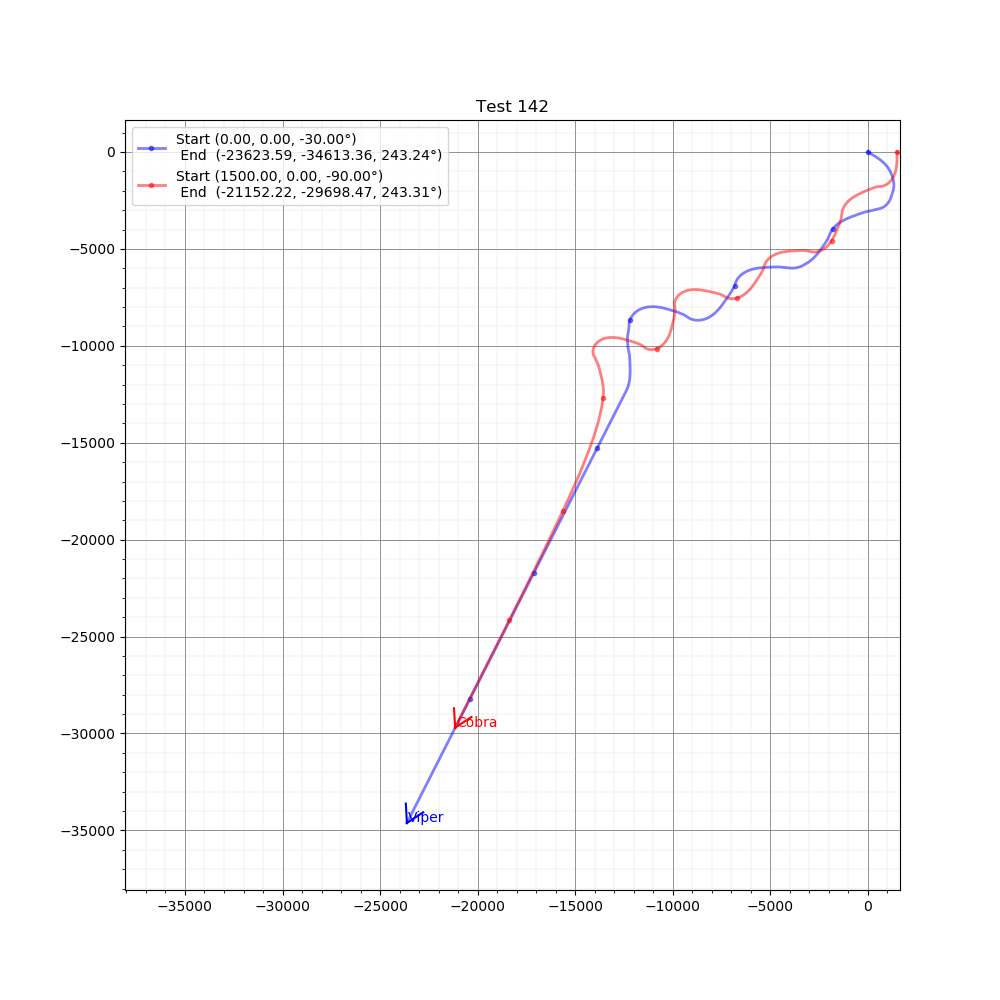 Test 142
Start (0.00, 0.00, -30.00°)
End (-23623.59, -34613.36, 243.24°)
Start (1500.00, 0.00, -90.00°)
End (-21152.22, -29698.47, 243.31°)
0
−5000
−10000
−15000
−20000
−25000
−30000
−35000
Cobra
Viper
−35000
−30000
−25000
−20000
−15000
−10000
−5000
0